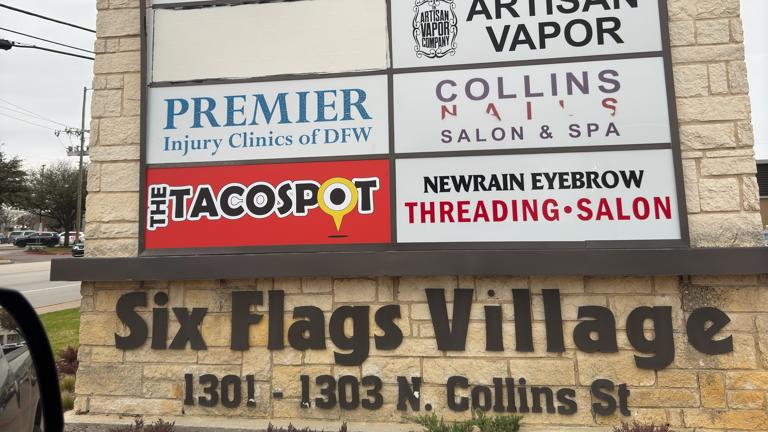 ARTISAN
VAPOR
COMPANY
ARTISAN
VAPOR
PREMIER
Injury Clinics of DFW
COLLINS
NAILS
SALON & SPA
THE TACOSPOT
NEWRAIN EYEBROW
THREADING•SALON
Six Flags Village
1301 - 1303 N. Collins St